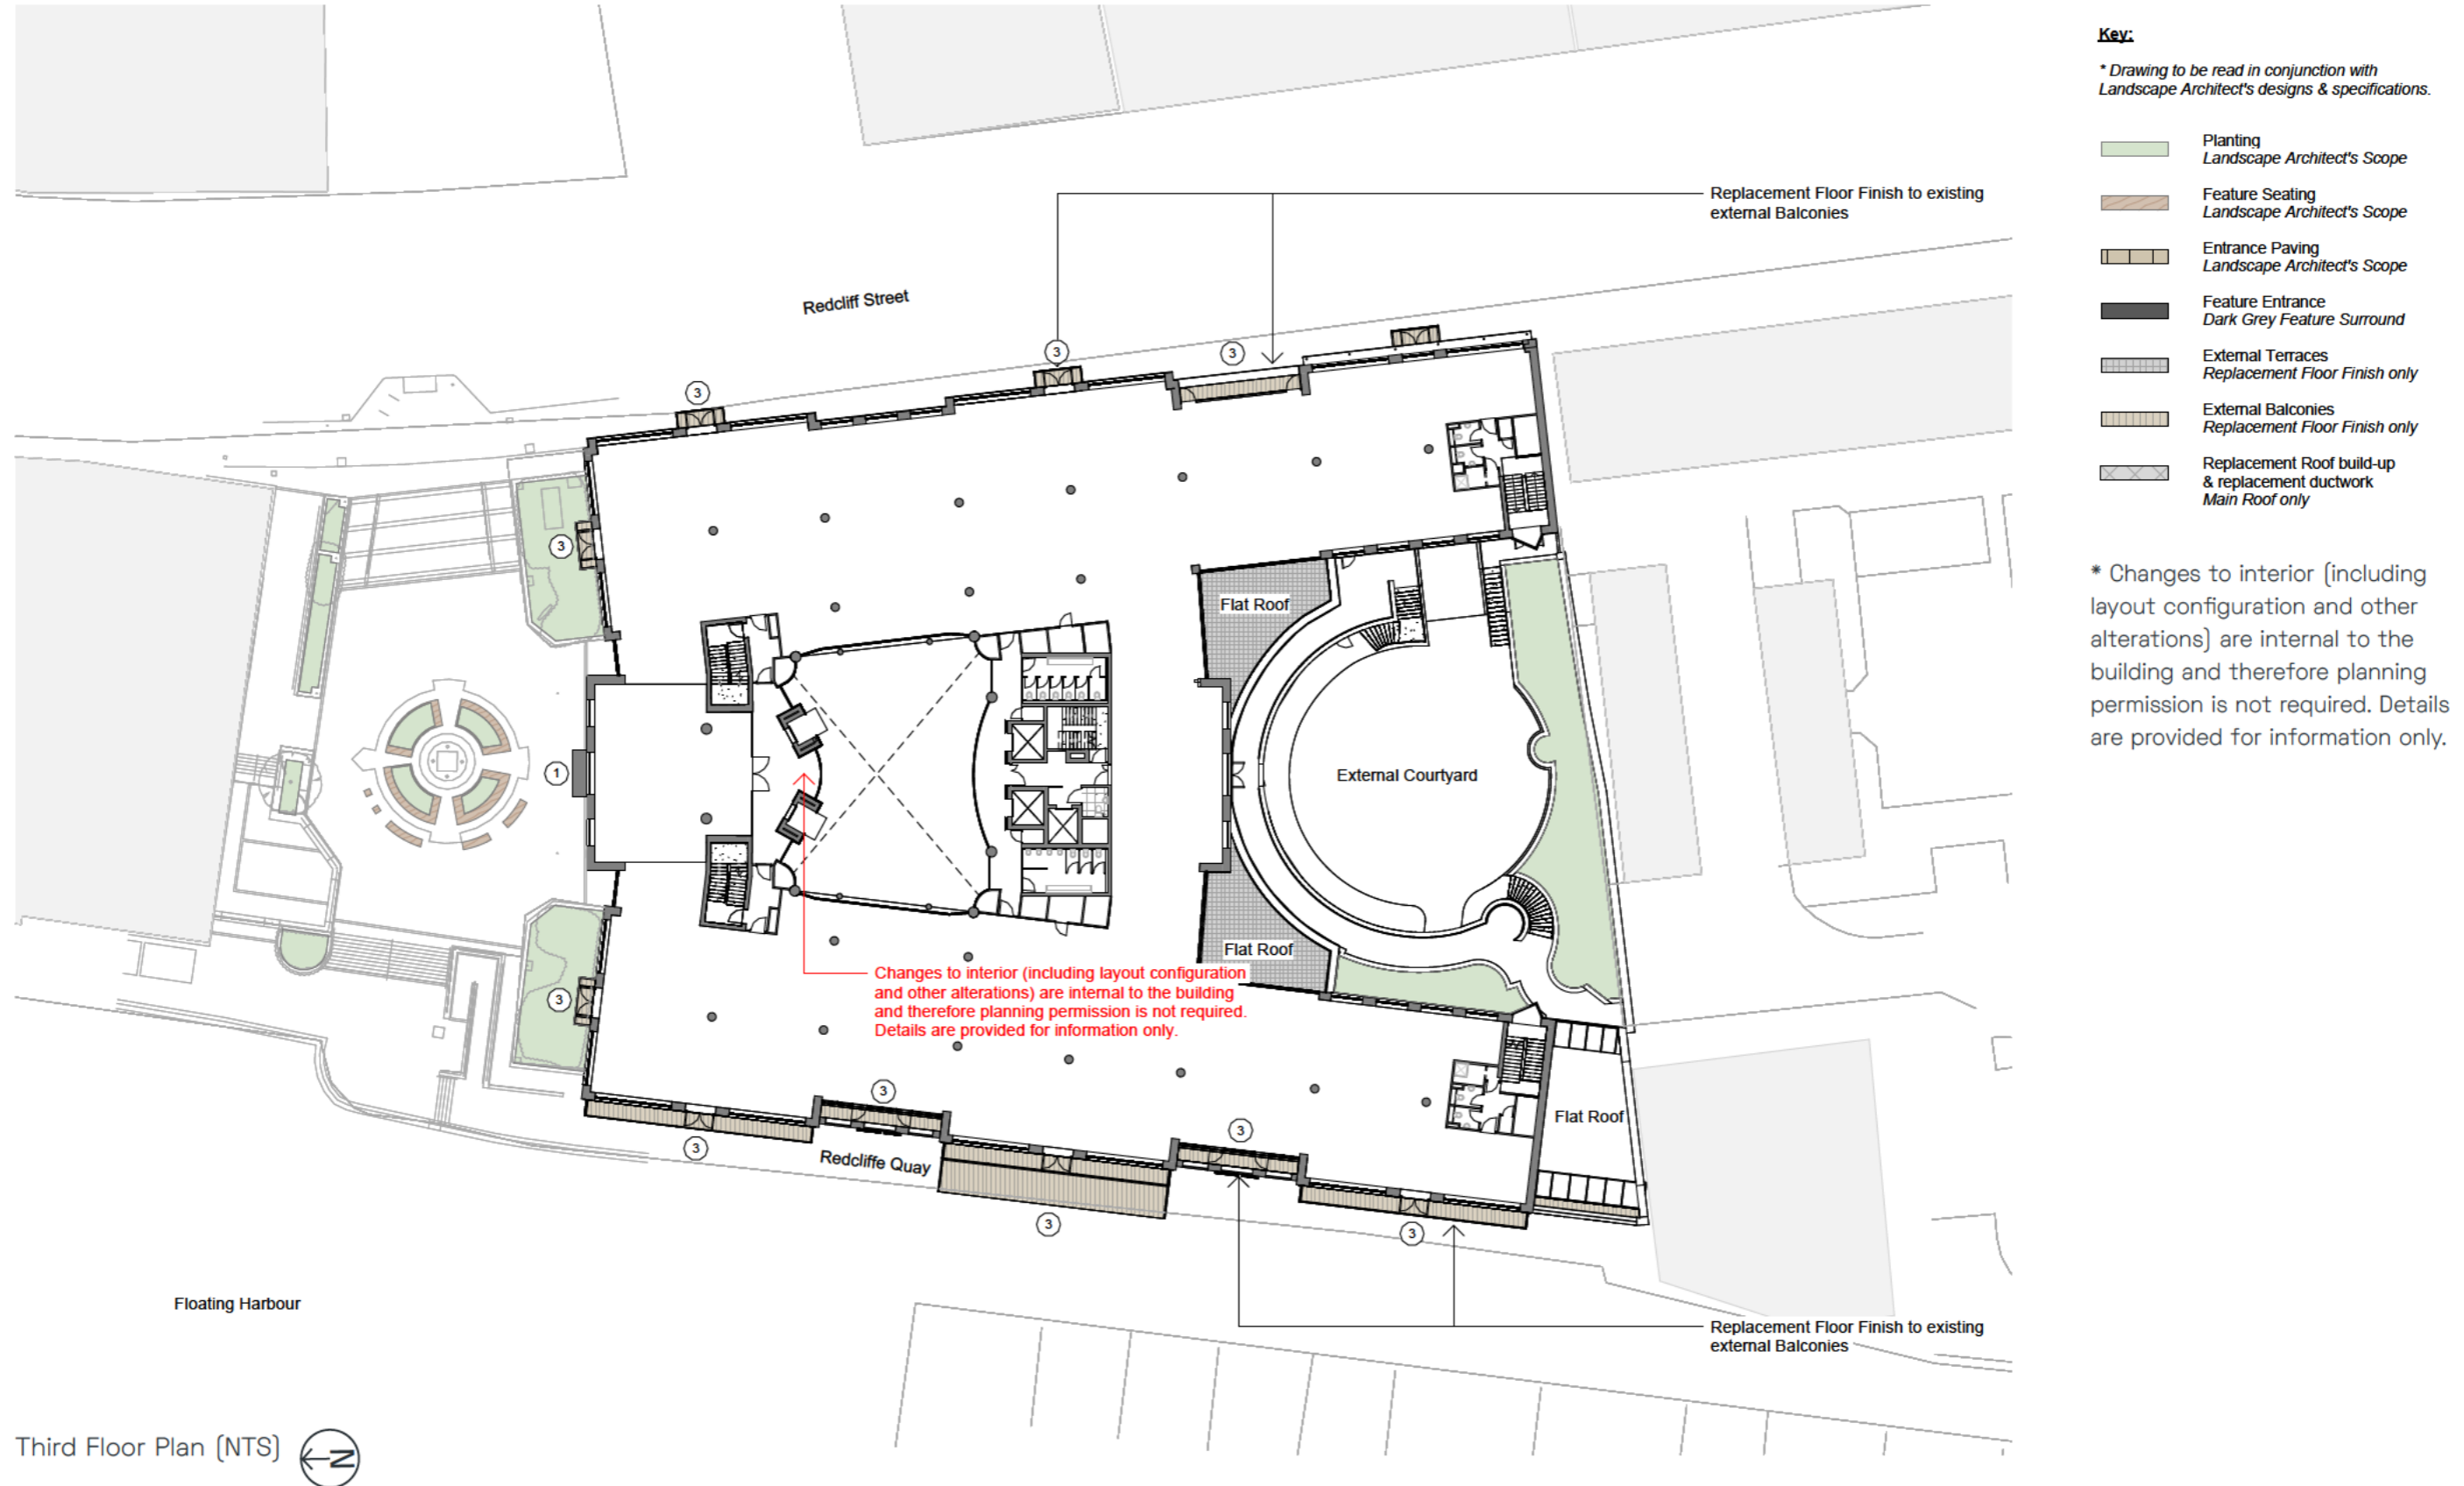 Key:
* Drawing to be read in conjunction with
Landscape Architect's designs & specifications.
Planting
Landscape Architect's Scope
Feature Seating
Landscape Architect's Scope
Entrance Paving
Landscape Architect's Scope
Feature Entrance
Dark Grey Feature Surround
External Terraces
Replacement Floor Finish only
External Balconies
Replacement Floor Finish only
Replacement Roof build-up
& replacement ductwork
Main Roof only
* Changes to interior (including
layout configuration and other
alterations) are internal to the
building and therefore planning
permission is not required. Details
are provided for information only.
Replacement Floor Finish to existing
external Balconies
Redcliff Street
3
3
3
3
Flat Roof
1
External Courtyard
Flat Roof
Changes to interior (including layout configuration
and other alterations) are internal to the building
and therefore planning permission is not required.
Details are provided for information only.
3
3
Flat Roof
3
3
Redcliffe Quay
3
3
Floating Harbour
Replacement Floor Finish to existing
external Balconies
Third Floor Plan (NTS)
N